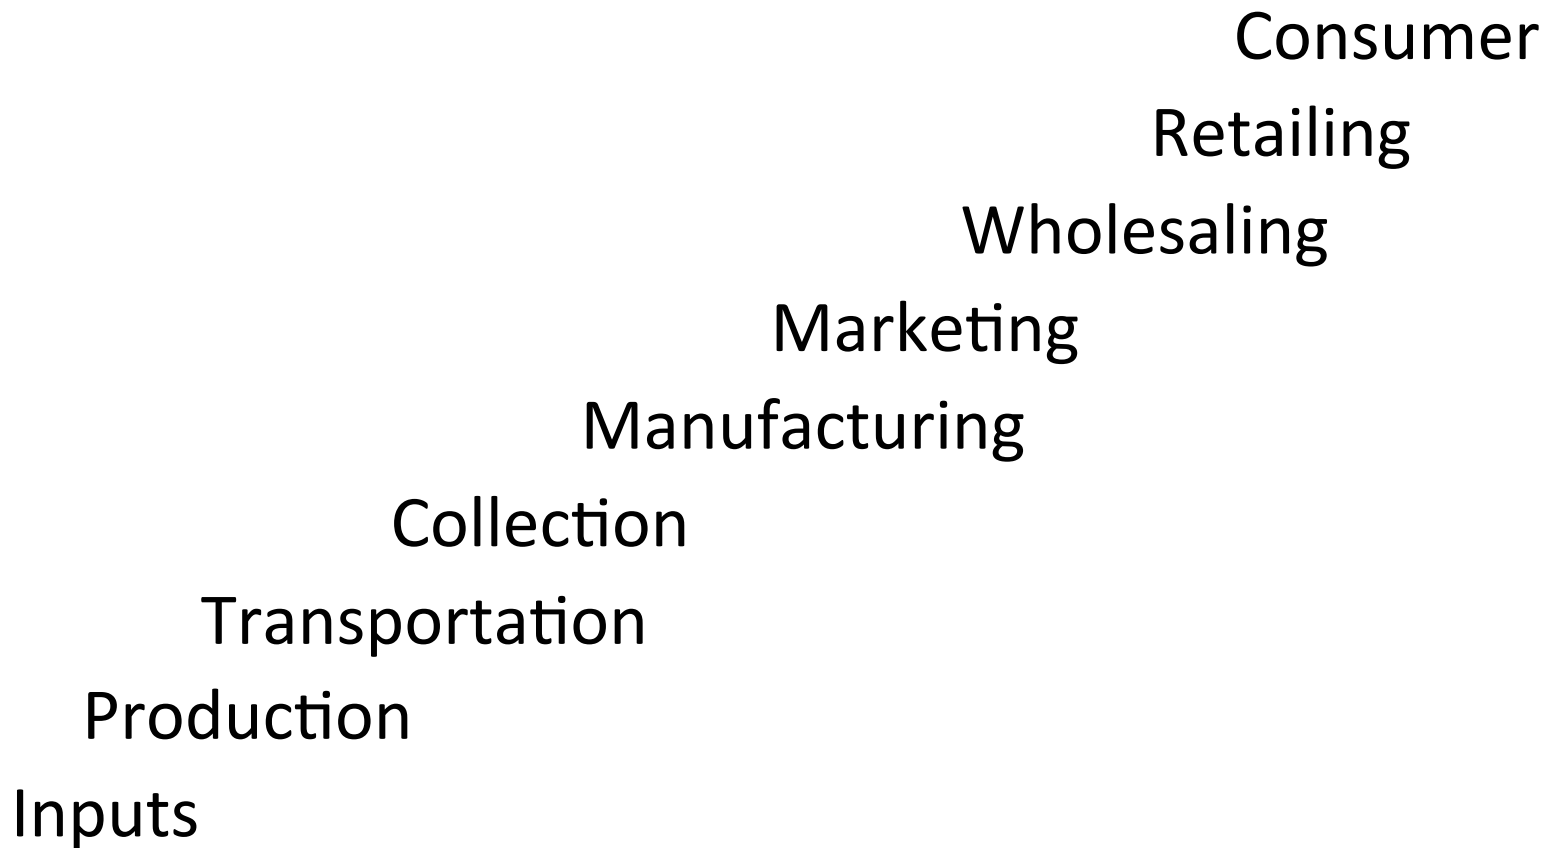 Consumer
Retailing
Wholesaling
Marketing
Manufacturing
Collection
Transportation
Production
Inputs